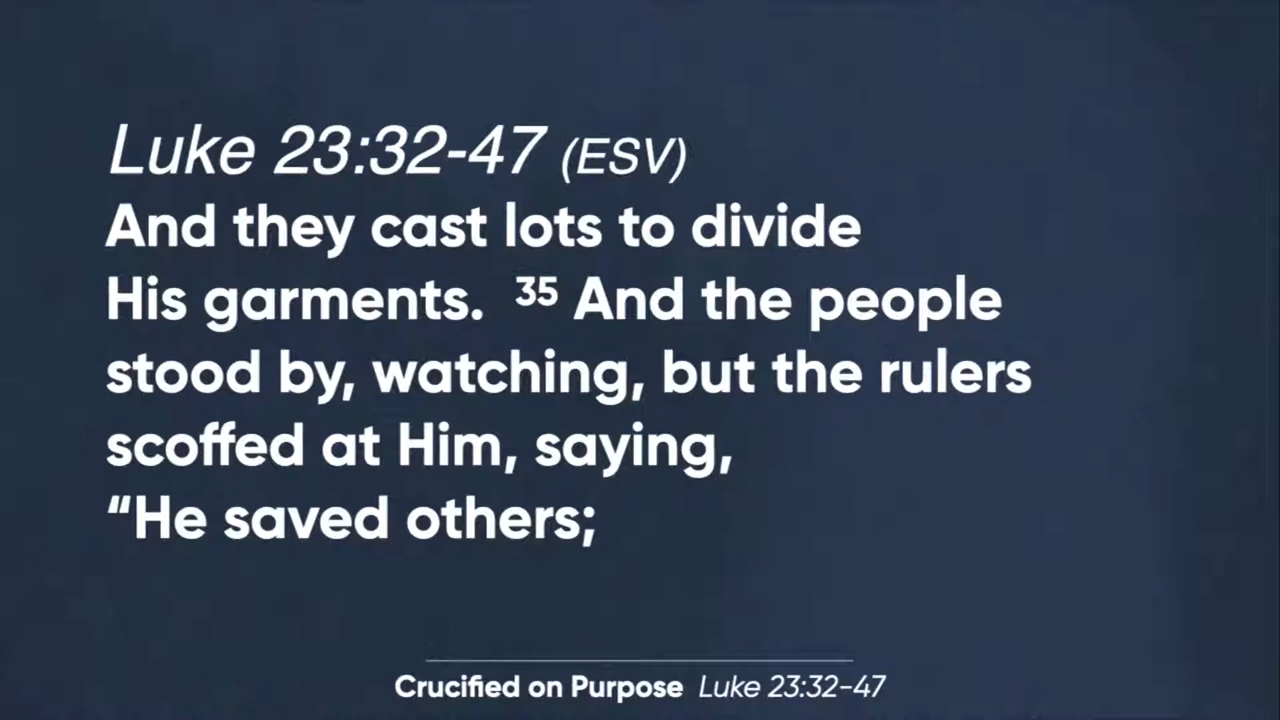 Luke 23:32-47 (ESV)
And they cast lots to divide
His garments. 35 And the people
stood by, watching, but the rulers
scoffed at Him, saying,
“He saved others;
Crucified on Purpose Luke 23:32-47